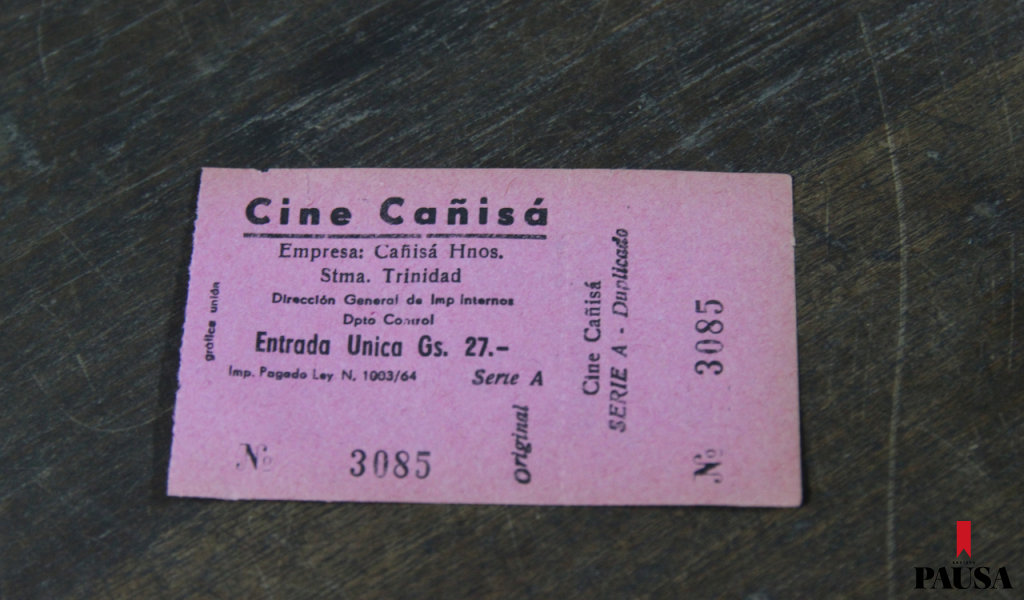 Cine Cañisá
Empresa: Cañisá Hnos.
Stma. Trinidad
Dirección General de Imp Internos
Dpto Control
Entrada Unica Gs. 27.–
Imp. Pagado Ley N. 1003/64
Serie A
Nº 3085
gráfica unión
Original
Cine Cañisá
SERIE A - Duplicado
Nº 3085
PAUSA